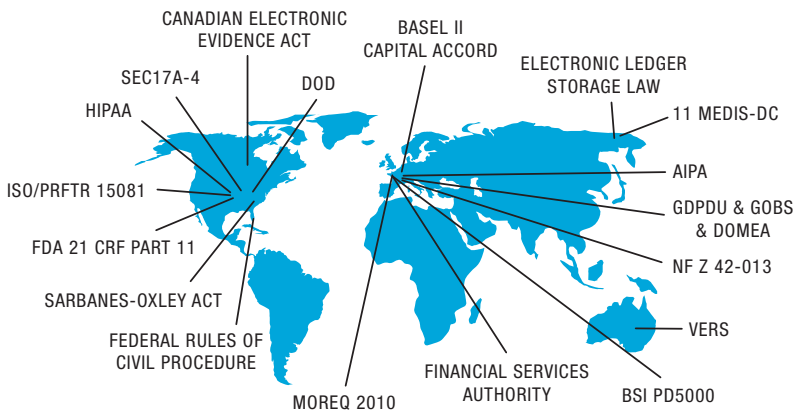 CANADIAN ELECTRONIC
EVIDENCE ACT
BASEL II
CAPITAL ACCORD
ELECTRONIC LEDGER
STORAGE LAW
SEC17A-4
DOD
HIPAA
11 MEDIS-DC
AIPA
ISO/PRFTR 15081
GDPDU & GOBS
& DOMEA
FDA 21 CRF PART 11
NF Z 42-013
SARBANES-OXLEY ACT
VERS
FEDERAL RULES OF
CIVIL PROCEDURE
FINANCIAL SERVICES
AUTHORITY
BSI PD5000
MOREQ 2010